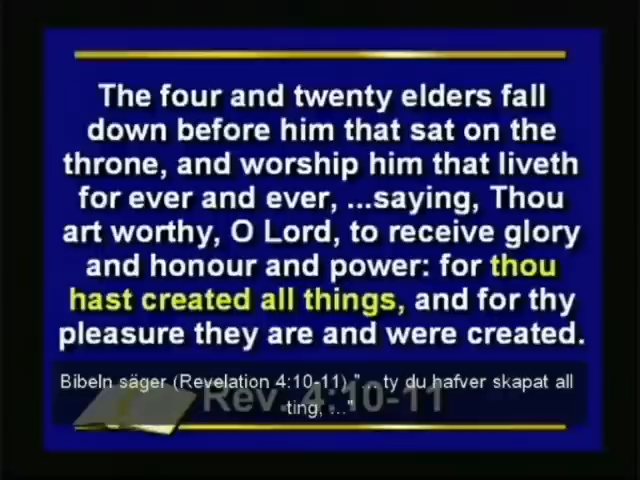 The four and twenty elders fall
down before him that sat on the
throne, and worship him that liveth
for ever and ever, ...saying, Thou
art worthy, O Lord, to receive glory
and honour and power: for thou
hast created all things, and for thy
pleasure they are and were created.
Bibeln säger (Revelation 4:10-11) "... ty du hafver skapat all
ting, ..."
Rev. 4:10-11